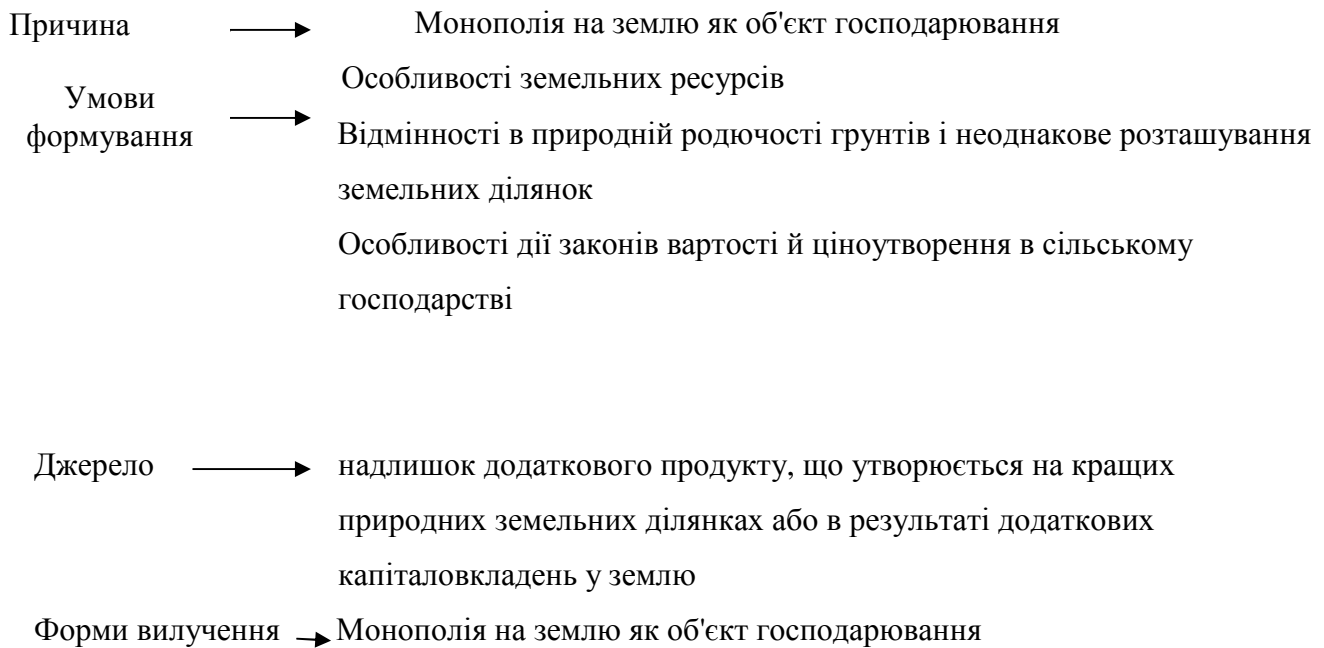 Причина Монополія на землю як об'єкт господарювання
Особливості земельних ресурсів
Умови
формування
Відмінності в природній родючості грунтів і неоднакове розташування
земельних ділянок
Особливості дії законів вартості й ціноутворення в сільському
господарстві
Джерело надлишок додаткового продукту, що утворюється на кращих
природних земельних ділянках або в результаті додаткових
капіталовкладень у землю
Форми вилучення Монополія на землю як об'єкт господарювання